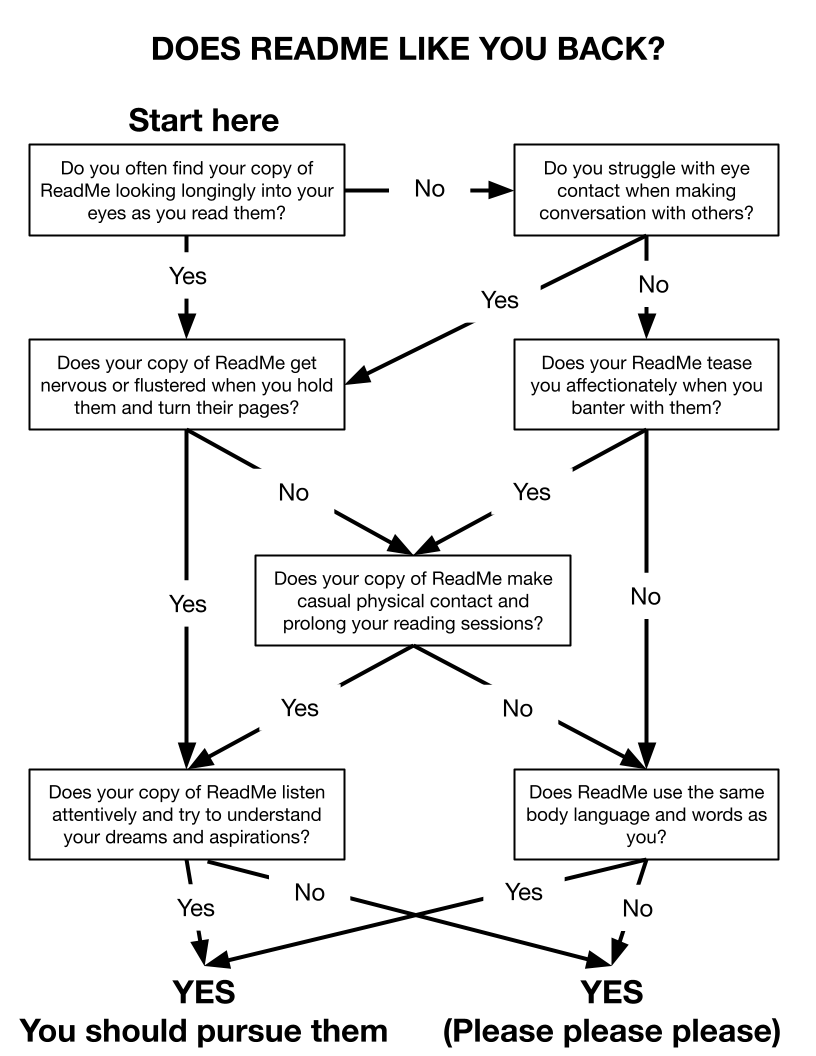 DOES README LIKE YOU BACK?
Start here
Do you often find your copy of
ReadMe looking longingly into your
eyes as you read them?
No
Do you struggle with eye
contact when making
conversation with others?
Yes
Yes
No
Does your copy of ReadMe get
nervous or flustered when you hold
them and turn their pages?
Does your ReadMe tease
you affectionately when you
banter with them?
No
Yes
Does your copy of ReadMe make
casual physical contact and
prolong your reading sessions?
Yes
No
Yes
No
Does your copy of ReadMe listen
attentively and try to understand
your dreams and aspirations?
Does ReadMe use the same
body language and words as
you?
Yes
No
Yes
No
YES
You should pursue them
YES
(Please please please)